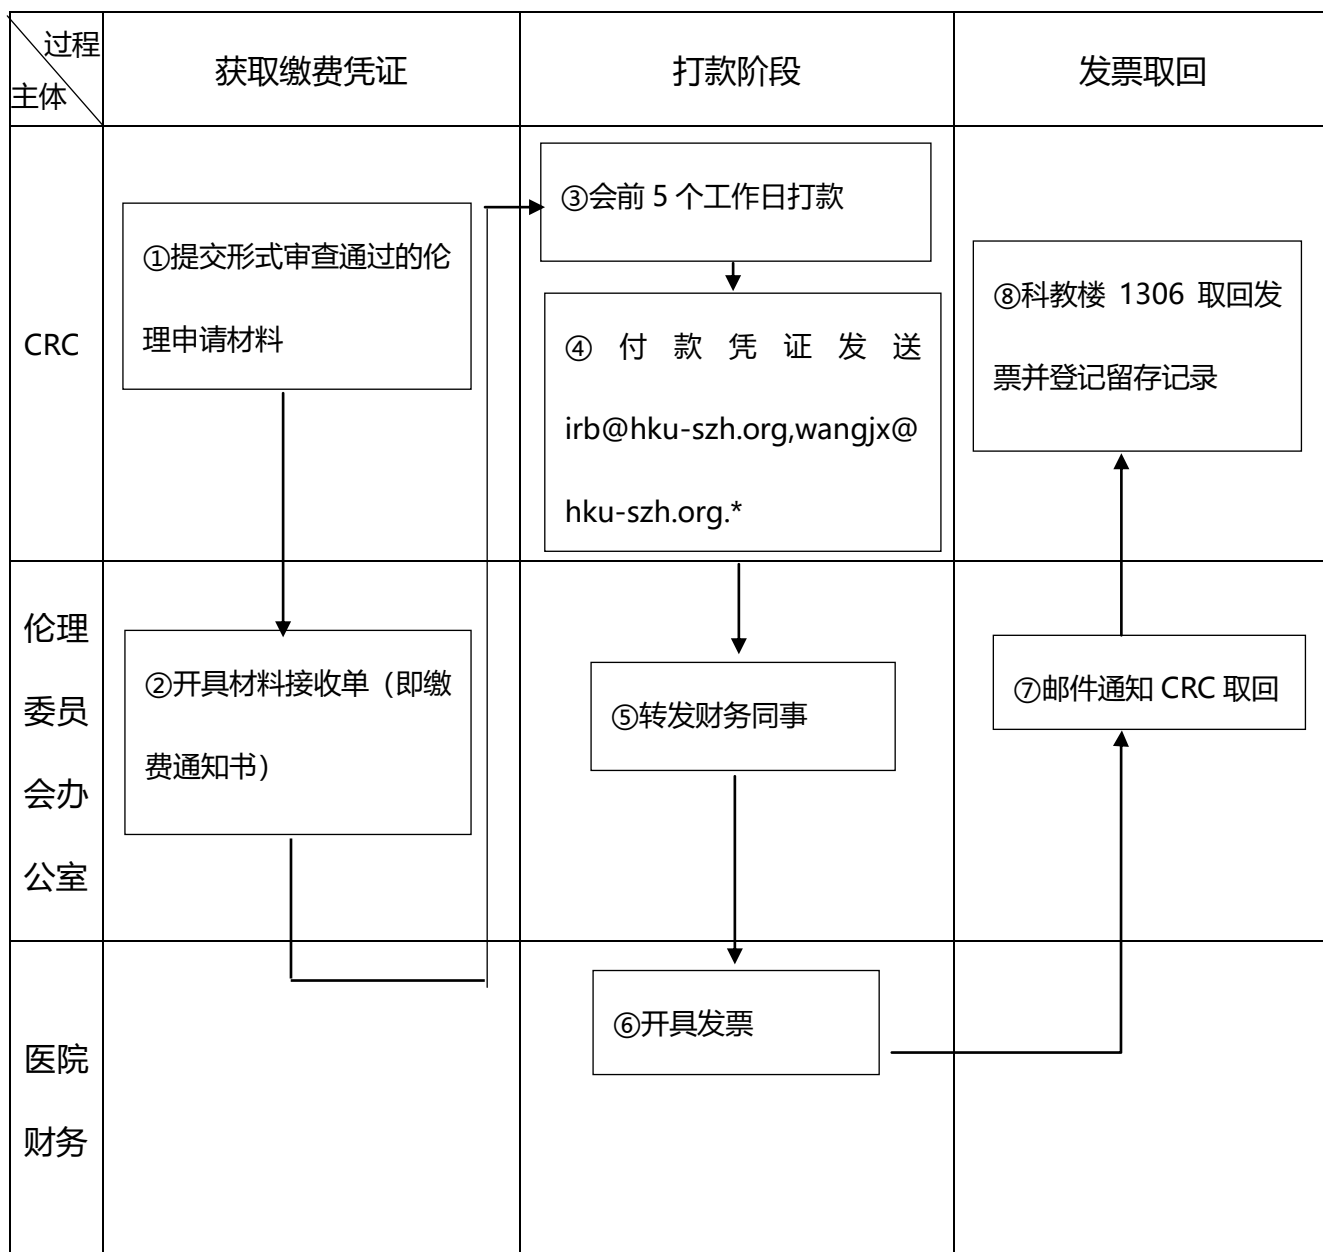 过程
主体
获取缴费凭证
打款阶段
发票取回
CRC
①提交形式审查通过的伦
理申请材料
③会前 5 个工作日打款
④付款凭证发送
irb@hku-szh.org,wangjx@
hku-szh.org.*
⑧科教楼 1306 取回发
票并登记留存记录
伦理
委员
会办
公室
②开具材料接收单（即缴
费通知书）
⑤转发财务同事
⑦邮件通知 CRC 取回
医院
财务
⑥开具发票